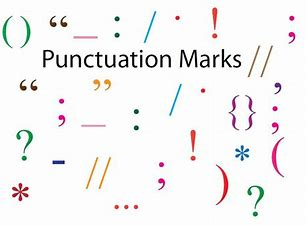 () “ _ : / . ! ;
Punctuation Marks //
“ ” ; _ : / ! {} ;
? - // ; * (
* ... ) ?